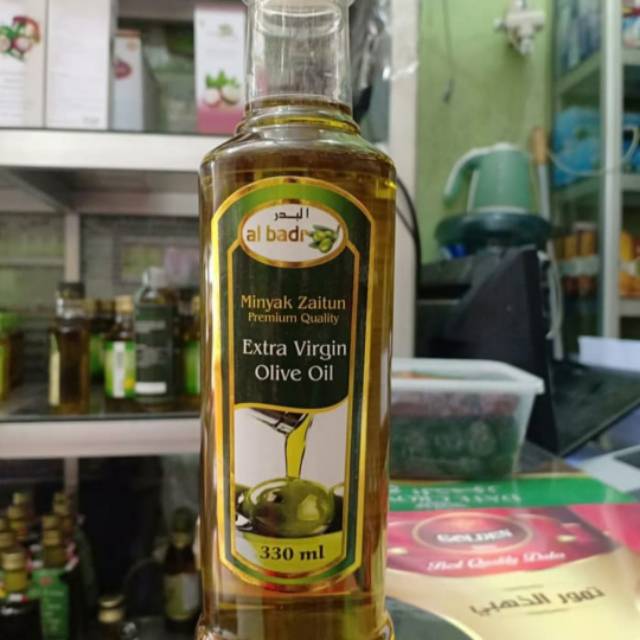 البدر
al badr
Minyak Zaitun
Premium Quality
Extra Virgin
Olive Oil
330 ml
GOLDEN
Best Quality Dates
تمور الذهبي